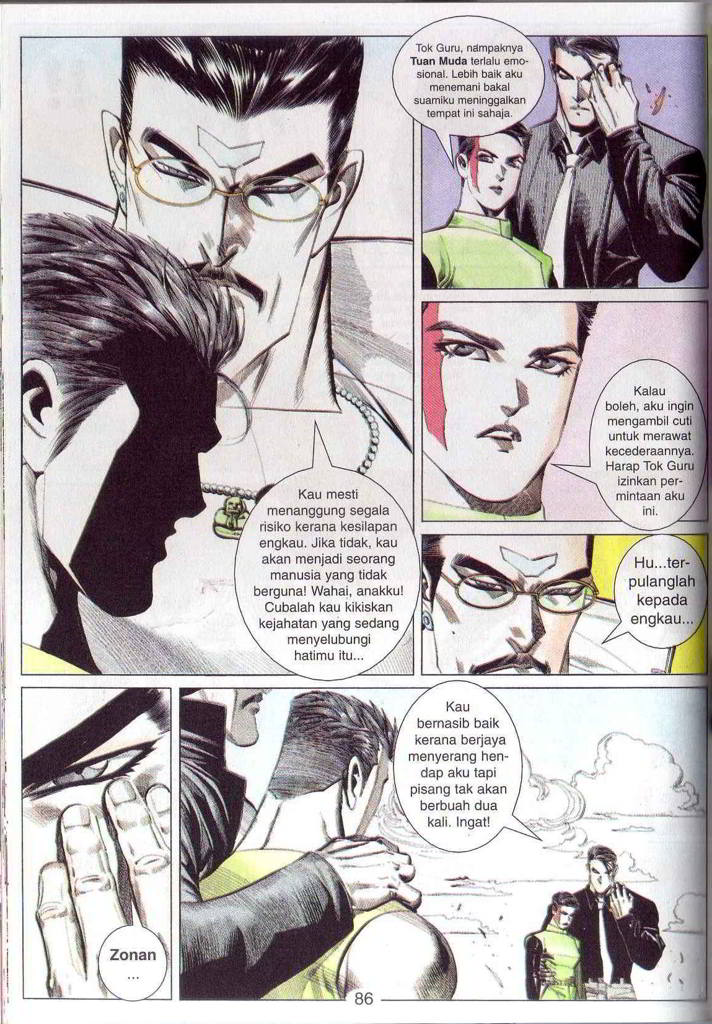 Kau mesti
menanggung segala
risiko kerana kesilapan
engkau. Jika tidak, kau
akan menjadi seorang
manusia yang tidak
berguna! Wahai, anakku!
Cubalah kau kikiskan
kejahatan yang sedang
menyelubungi
hatimu itu...
Tok Guru, nampaknya
Tuan Muda terlalu emo-
sional. Lebih baik aku
menemani bakal
suamiku meninggalkan
tempat ini sahaja.
Kalau
boleh, aku ingin
mengambil cuti
untuk merawat
kecederaannya.
Harap Tok Guru
izinkan per-
mintaan aku
ini.
Hu...ter-
pulanglah
kepada
engkau...
Zonan
...
Kau
bernasib baik
kerana berjaya
menyerang hen-
dap aku tapi
pisang tak akan
berbuah dua
kali. Ingat!
86